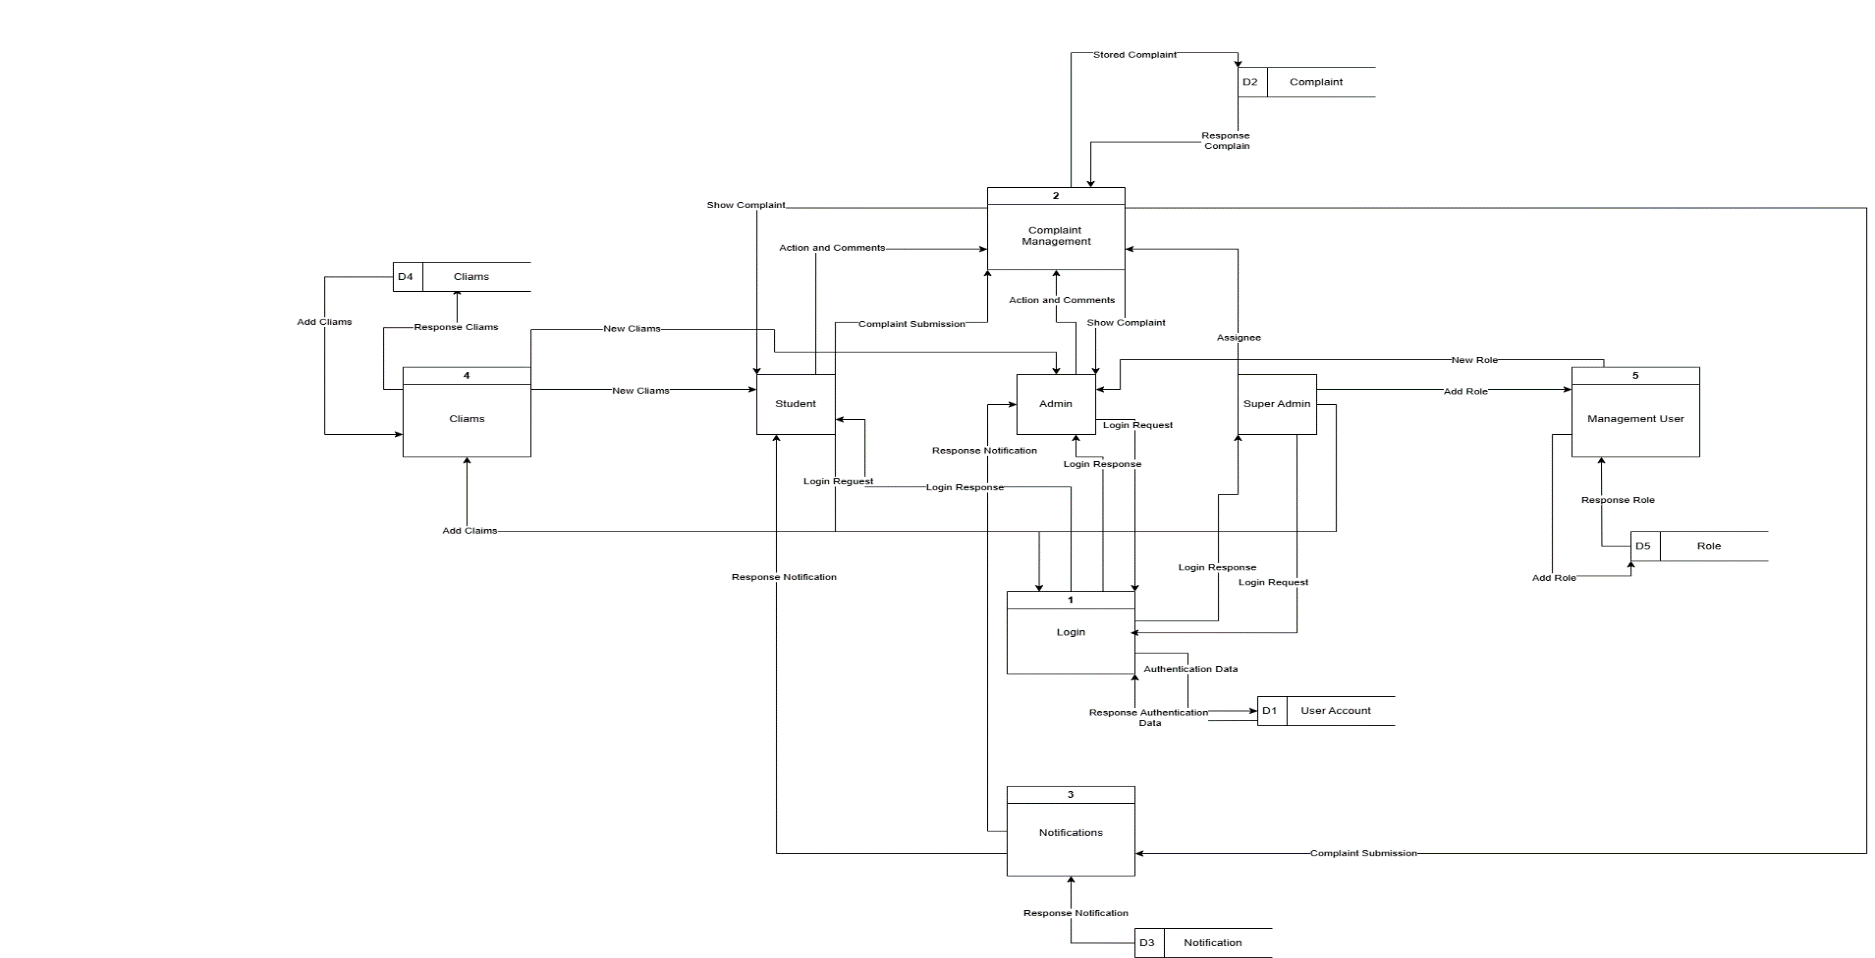 Stored Complaint
D2
Complaint
Response
Complain
2
Show Complaint
Complaint
Management
Action and Comments
D4
Cliams
Action and Comments
Add Cliams
Response Cliams
New Cliams
Complaint Submission
Show Complaint
Assignee
New Role
4
5
New Cliams
Add Role
Student
Admin
Super Admin
Cliams
Management User
Login Request
Response Notification
Login Response
Login Request
Login Response
Response Role
Add Claims
D5
Role
Login Response
Response Notification
Login Request
Add Role
1
Login
Authentication Data
Response Authentication
Data
D1
User Account
3
Notifications
Complaint Submission
Response Notification
D3
Notification